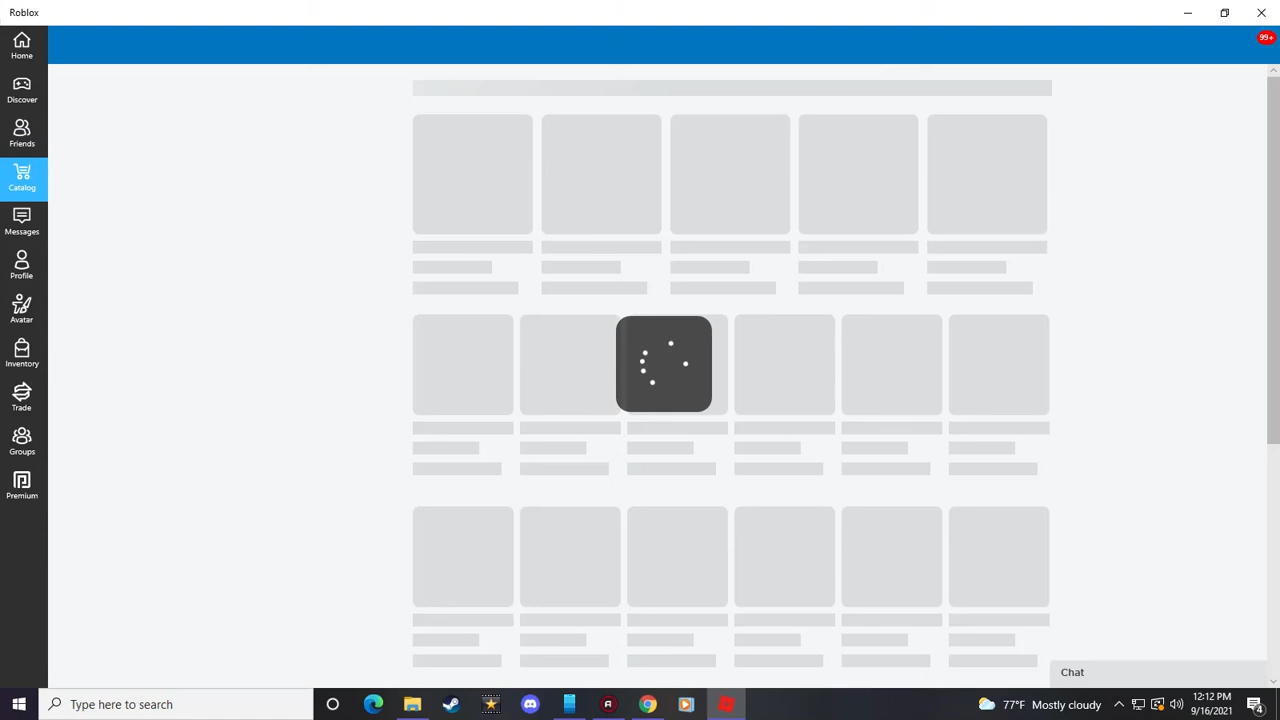 Roblox
99+
Home
Discover
Friends
Catalog
Messages
Profile
Avatar
Inventory
Trade
Groups
Premium
Chat
Type here to search
77°F Mostly cloudy
12:12 PM
9/16/2021
4